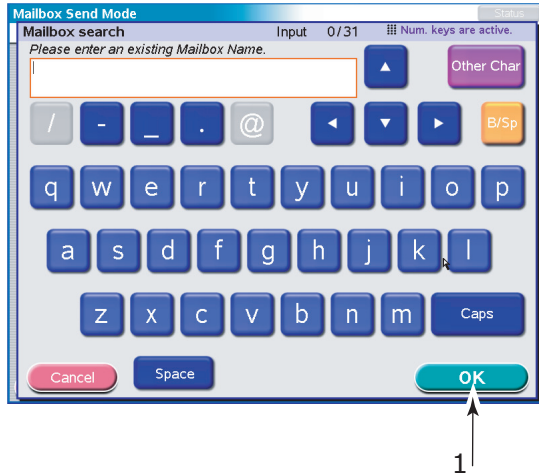 Mailbox Send Mode Status
Mailbox search Input 0/31 Num. keys are active.
Please enter an existing Mailbox Name.
Other Char
/ - _ . @ B/Sp
q w e r t y u i o p
a s d f g h j k l
z x c v b n m Caps
Cancel Space OK
1